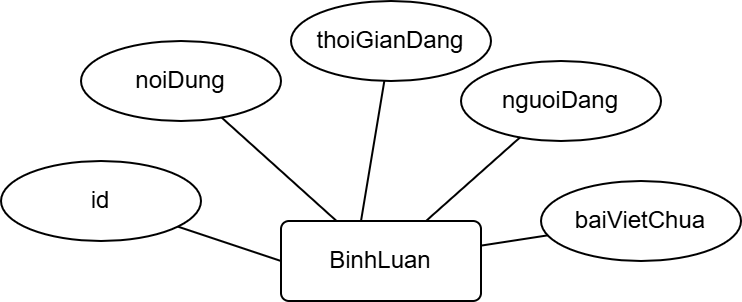 thoiGianDang
noiDung
nguoiDang
id
baiVietChua
BinhLuan